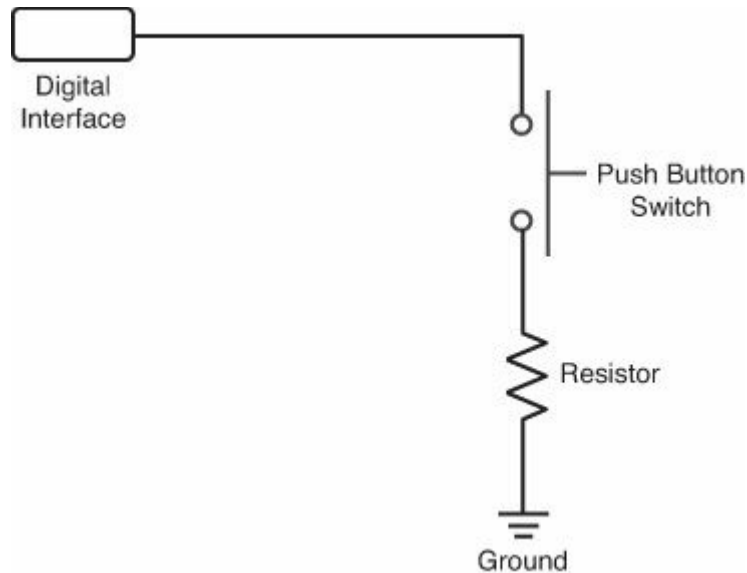 Digital
Interface
Push Button
Switch
Resistor
Ground